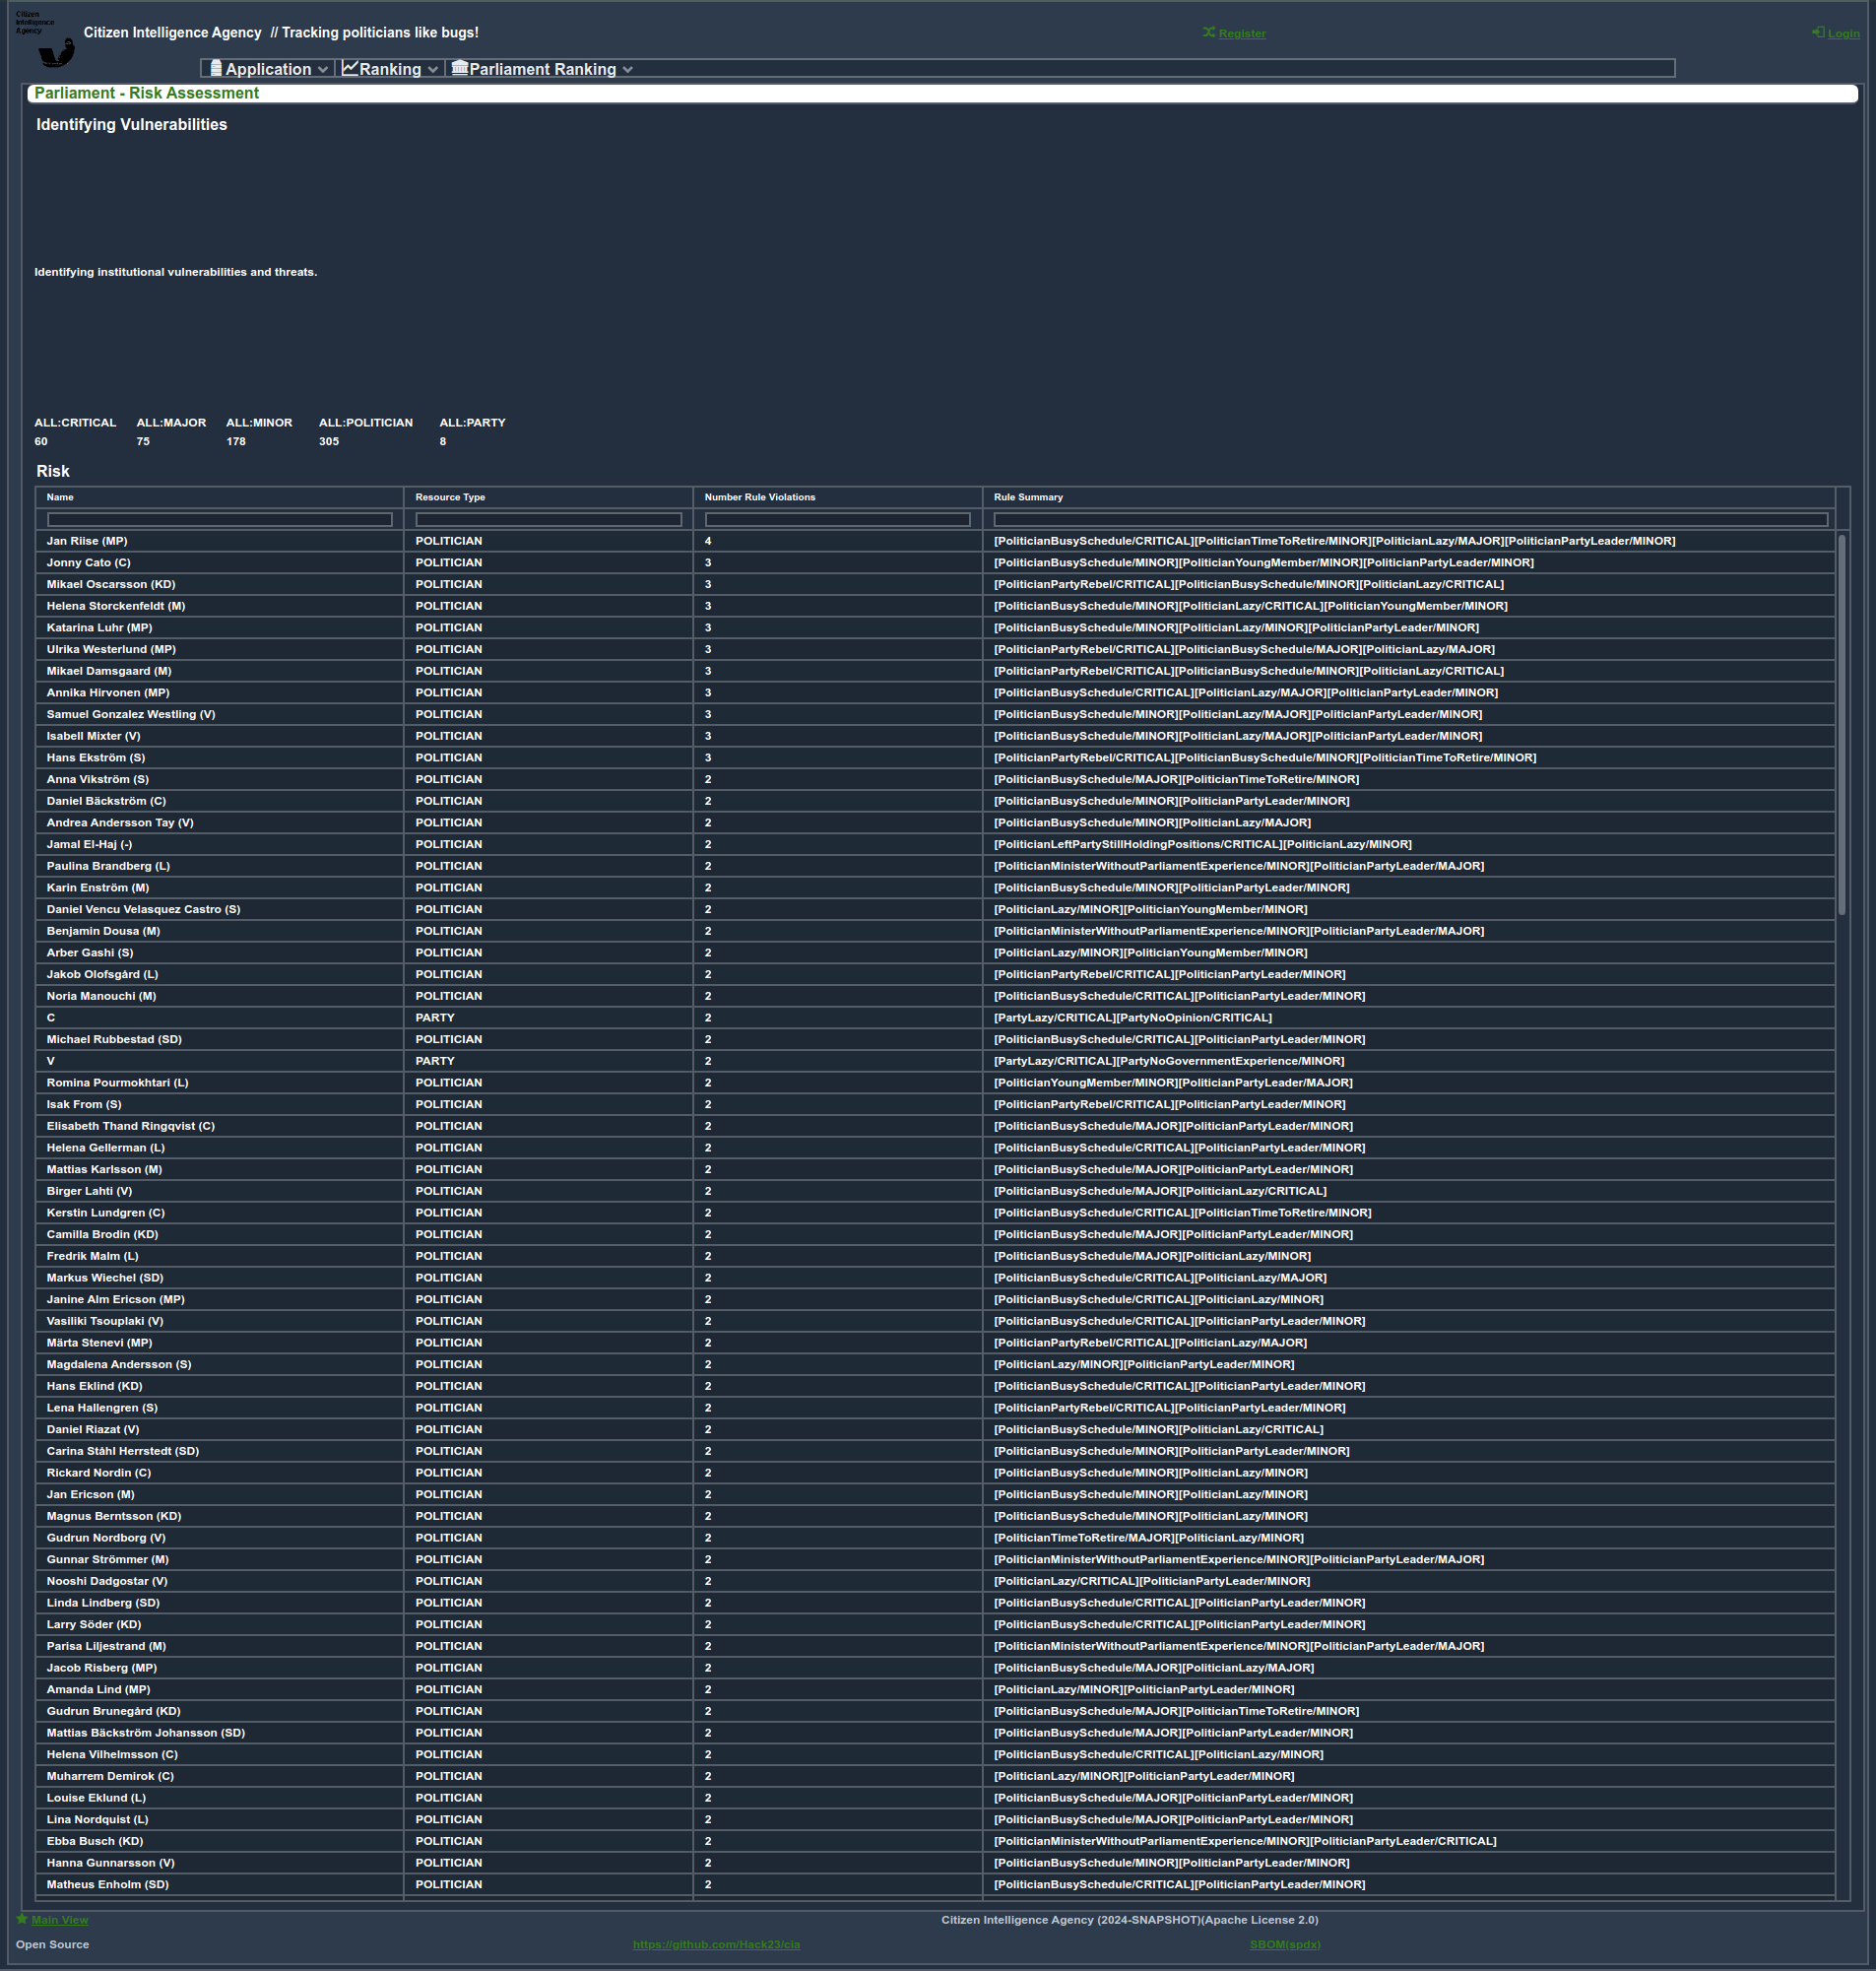 Citizen
Intelligence
Agency
Citizen Intelligence Agency // Tracking politicians like bugs!
Register
Login
Application Ranking Parliament Ranking
Parliament - Risk Assessment
Identifying Vulnerabilities
Identifying institutional vulnerabilities and threats.
ALL:CRITICAL ALL:MAJOR ALL:MINOR ALL:POLITICIAN ALL:PARTY
60 75 178 305 8
Risk
Name Resource Type Number Rule Violations Rule Summary
Jan Riise (MP) POLITICIAN 4 [PoliticianBusySchedule/CRITICAL][PoliticianTimeToRetire/MINOR][PoliticianLazy/MAJOR][PoliticianPartyLeader/MINOR]
Jonny Cato (C) POLITICIAN 3 [PoliticianBusySchedule/MINOR][PoliticianYoungMember/MINOR][PoliticianPartyLeader/MINOR]
Mikael Oscarsson (KD) POLITICIAN 3 [PoliticianPartyRebel/CRITICAL][PoliticianBusySchedule/MINOR][PoliticianLazy/CRITICAL]
Helena Storckenfeldt (M) POLITICIAN 3 [PoliticianBusySchedule/MINOR][PoliticianLazy/CRITICAL][PoliticianYoungMember/MINOR]
Katarina Luhr (MP) POLITICIAN 3 [PoliticianBusySchedule/MINOR][PoliticianLazy/MINOR][PoliticianPartyLeader/MINOR]
Ulrika Westerlund (MP) POLITICIAN 3 [PoliticianPartyRebel/CRITICAL][PoliticianBusySchedule/MAJOR][PoliticianLazy/MAJOR]
Mikael Damsgaard (M) POLITICIAN 3 [PoliticianPartyRebel/CRITICAL][PoliticianBusySchedule/MINOR][PoliticianLazy/CRITICAL]
Annika Hirvonen (MP) POLITICIAN 3 [PoliticianBusySchedule/CRITICAL][PoliticianLazy/MAJOR][PoliticianPartyLeader/MINOR]
Samuel Gonzalez Westling (V) POLITICIAN 3 [PoliticianBusySchedule/MINOR][PoliticianLazy/MAJOR][PoliticianPartyLeader/MINOR]
Isabell Mixter (V) POLITICIAN 3 [PoliticianBusySchedule/MINOR][PoliticianLazy/MAJOR][PoliticianPartyLeader/MINOR]
Hans Ekström (S) POLITICIAN 3 [PoliticianPartyRebel/CRITICAL][PoliticianBusySchedule/MINOR][PoliticianTimeToRetire/MINOR]
Anna Vikström (S) POLITICIAN 2 [PoliticianBusySchedule/MAJOR][PoliticianTimeToRetire/MINOR]
Daniel Bäckström (C) POLITICIAN 2 [PoliticianBusySchedule/MINOR][PoliticianPartyLeader/MINOR]
Andrea Andersson Tay (V) POLITICIAN 2 [PoliticianBusySchedule/MINOR][PoliticianLazy/MAJOR]
Jamal El-Haj (-) POLITICIAN 2 [PoliticianLeftPartyStillHoldingPositions/CRITICAL][PoliticianLazy/MINOR]
Paulina Brandberg (L) POLITICIAN 2 [PoliticianMinisterWithoutParliamentExperience/MINOR][PoliticianPartyLeader/MAJOR]
Karin Enström (M) POLITICIAN 2 [PoliticianBusySchedule/MINOR][PoliticianPartyLeader/MINOR]
Daniel Vencu Velasquez Castro (S) POLITICIAN 2 [PoliticianLazy/MINOR][PoliticianYoungMember/MINOR]
Benjamin Dousa (M) POLITICIAN 2 [PoliticianMinisterWithoutParliamentExperience/MINOR][PoliticianPartyLeader/MAJOR]
Arber Gashi (S) POLITICIAN 2 [PoliticianLazy/MINOR][PoliticianYoungMember/MINOR]
Jakob Olofsgård (L) POLITICIAN 2 [PoliticianPartyRebel/CRITICAL][PoliticianPartyLeader/MINOR]
Noria Manouchi (M) POLITICIAN 2 [PoliticianBusySchedule/CRITICAL][PoliticianPartyLeader/MINOR]
C PARTY 2 [PartyLazy/CRITICAL][PartyNoOpinion/CRITICAL]
Michael Rubbestad (SD) POLITICIAN 2 [PoliticianBusySchedule/CRITICAL][PoliticianPartyLeader/MINOR]
V PARTY 2 [PartyLazy/CRITICAL][PartyNoGovernmentExperience/MINOR]
Romina Pourmokhtari (L) POLITICIAN 2 [PoliticianYoungMember/MINOR][PoliticianPartyLeader/MAJOR]
Isak From (S) POLITICIAN 2 [PoliticianPartyRebel/CRITICAL][PoliticianPartyLeader/MINOR]
Elisabeth Thand Ringqvist (C) POLITICIAN 2 [PoliticianBusySchedule/MAJOR][PoliticianPartyLeader/MINOR]
Helena Gellerman (L) POLITICIAN 2 [PoliticianBusySchedule/CRITICAL][PoliticianPartyLeader/MINOR]
Mattias Karlsson (M) POLITICIAN 2 [PoliticianBusySchedule/MAJOR][PoliticianPartyLeader/MINOR]
Birger Lahti (V) POLITICIAN 2 [PoliticianBusySchedule/MAJOR][PoliticianLazy/CRITICAL]
Kerstin Lundgren (C) POLITICIAN 2 [PoliticianBusySchedule/CRITICAL][PoliticianTimeToRetire/MINOR]
Camilla Brodin (KD) POLITICIAN 2 [PoliticianBusySchedule/MAJOR][PoliticianPartyLeader/MINOR]
Fredrik Malm (L) POLITICIAN 2 [PoliticianBusySchedule/MAJOR][PoliticianLazy/MINOR]
Markus Wiechel (SD) POLITICIAN 2 [PoliticianBusySchedule/CRITICAL][PoliticianLazy/MAJOR]
Janine Alm Ericson (MP) POLITICIAN 2 [PoliticianBusySchedule/CRITICAL][PoliticianLazy/MINOR]
Vasiliki Tsouplaki (V) POLITICIAN 2 [PoliticianBusySchedule/CRITICAL][PoliticianPartyLeader/MINOR]
Märta Stenevi (MP) POLITICIAN 2 [PoliticianPartyRebel/CRITICAL][PoliticianLazy/MAJOR]
Magdalena Andersson (S) POLITICIAN 2 [PoliticianLazy/MINOR][PoliticianPartyLeader/MINOR]
Hans Eklind (KD) POLITICIAN 2 [PoliticianBusySchedule/CRITICAL][PoliticianPartyLeader/MINOR]
Lena Hallengren (S) POLITICIAN 2 [PoliticianPartyRebel/CRITICAL][PoliticianPartyLeader/MINOR]
Daniel Riazat (V) POLITICIAN 2 [PoliticianBusySchedule/MINOR][PoliticianLazy/CRITICAL]
Carina Ståhl Herrstedt (SD) POLITICIAN 2 [PoliticianBusySchedule/MINOR][PoliticianPartyLeader/MINOR]
Rickard Nordin (C) POLITICIAN 2 [PoliticianBusySchedule/MINOR][PoliticianLazy/MINOR]
Jan Ericson (M) POLITICIAN 2 [PoliticianBusySchedule/MINOR][PoliticianLazy/MINOR]
Magnus Berntsson (KD) POLITICIAN 2 [PoliticianBusySchedule/MINOR][PoliticianLazy/MINOR]
Gudrun Nordborg (V) POLITICIAN 2 [PoliticianTimeToRetire/MAJOR][PoliticianLazy/MINOR]
Gunnar Strömmer (M) POLITICIAN 2 [PoliticianMinisterWithoutParliamentExperience/MINOR][PoliticianPartyLeader/MAJOR]
Nooshi Dadgostar (V) POLITICIAN 2 [PoliticianLazy/CRITICAL][PoliticianPartyLeader/MINOR]
Linda Lindberg (SD) POLITICIAN 2 [PoliticianBusySchedule/CRITICAL][PoliticianPartyLeader/MINOR]
Larry Söder (KD) POLITICIAN 2 [PoliticianBusySchedule/CRITICAL][PoliticianPartyLeader/MINOR]
Parisa Liljestrand (M) POLITICIAN 2 [PoliticianMinisterWithoutParliamentExperience/MINOR][PoliticianPartyLeader/MAJOR]
Jacob Risberg (MP) POLITICIAN 2 [PoliticianBusySchedule/MAJOR][PoliticianLazy/MAJOR]
Amanda Lind (MP) POLITICIAN 2 [PoliticianLazy/MINOR][PoliticianPartyLeader/MINOR]
Gudrun Brunegård (KD) POLITICIAN 2 [PoliticianBusySchedule/MAJOR][PoliticianTimeToRetire/MINOR]
Mattias Bäckström Johansson (SD) POLITICIAN 2 [PoliticianBusySchedule/MAJOR][PoliticianPartyLeader/MINOR]
Helena Vilhelmsson (C) POLITICIAN 2 [PoliticianBusySchedule/CRITICAL][PoliticianLazy/MINOR]
Muharrem Demirok (C) POLITICIAN 2 [PoliticianLazy/MINOR][PoliticianPartyLeader/MINOR]
Louise Eklund (L) POLITICIAN 2 [PoliticianBusySchedule/MAJOR][PoliticianPartyLeader/MINOR]
Lina Nordquist (L) POLITICIAN 2 [PoliticianBusySchedule/MAJOR][PoliticianPartyLeader/MINOR]
Ebba Busch (KD) POLITICIAN 2 [PoliticianMinisterWithoutParliamentExperience/MINOR][PoliticianPartyLeader/CRITICAL]
Hanna Gunnarsson (V) POLITICIAN 2 [PoliticianBusySchedule/MINOR][PoliticianPartyLeader/MINOR]
Matheus Enholm (SD) POLITICIAN 2 [PoliticianBusySchedule/CRITICAL][PoliticianPartyLeader/MINOR]
Main View Citizen Intelligence Agency (2024-SNAPSHOT)(Apache License 2.0)
Open Source https://github.com/Hack23/cia SBOM(spdx)